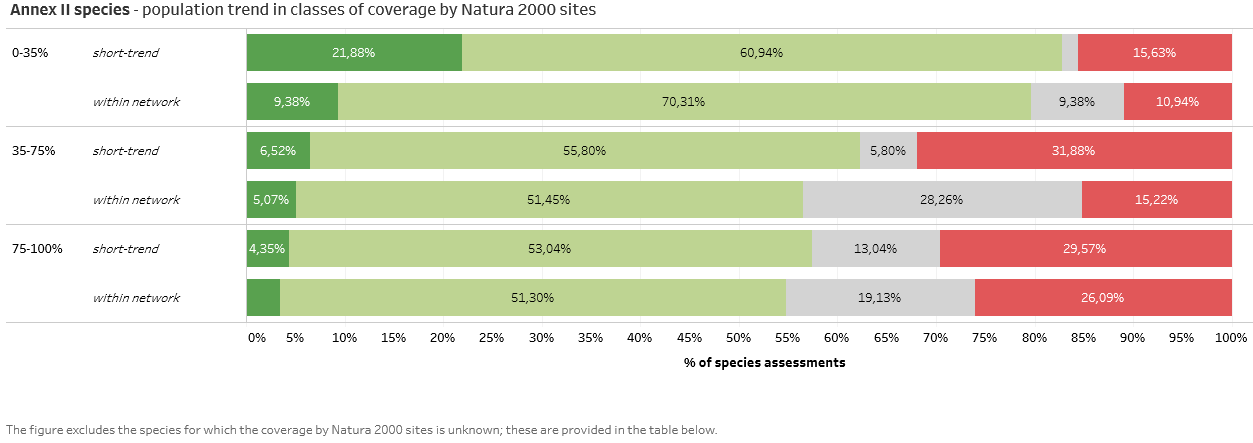 Annex II species - population trend in classes of coverage by Natura 2000 sites
0-35% short-trend 21,88% 60,94% 15,63%
within network 9,38% 70,31% 9,38% 10,94%
35-75% short-trend 6,52% 55,80% 5,80% 31,88%
within network 5,07% 51,45% 28,26% 15,22%
75-100% short-trend 4,35% 53,04% 13,04% 29,57%
within network 51,30% 19,13% 26,09%
0% 5% 10% 15% 20% 25% 30% 35% 40% 45% 50% 55% 60% 65% 70% 75% 80% 85% 90% 95% 100%
% of species assessments
The figure excludes the species for which the coverage by Natura 2000 sites is unknown; these are provided in the table below.